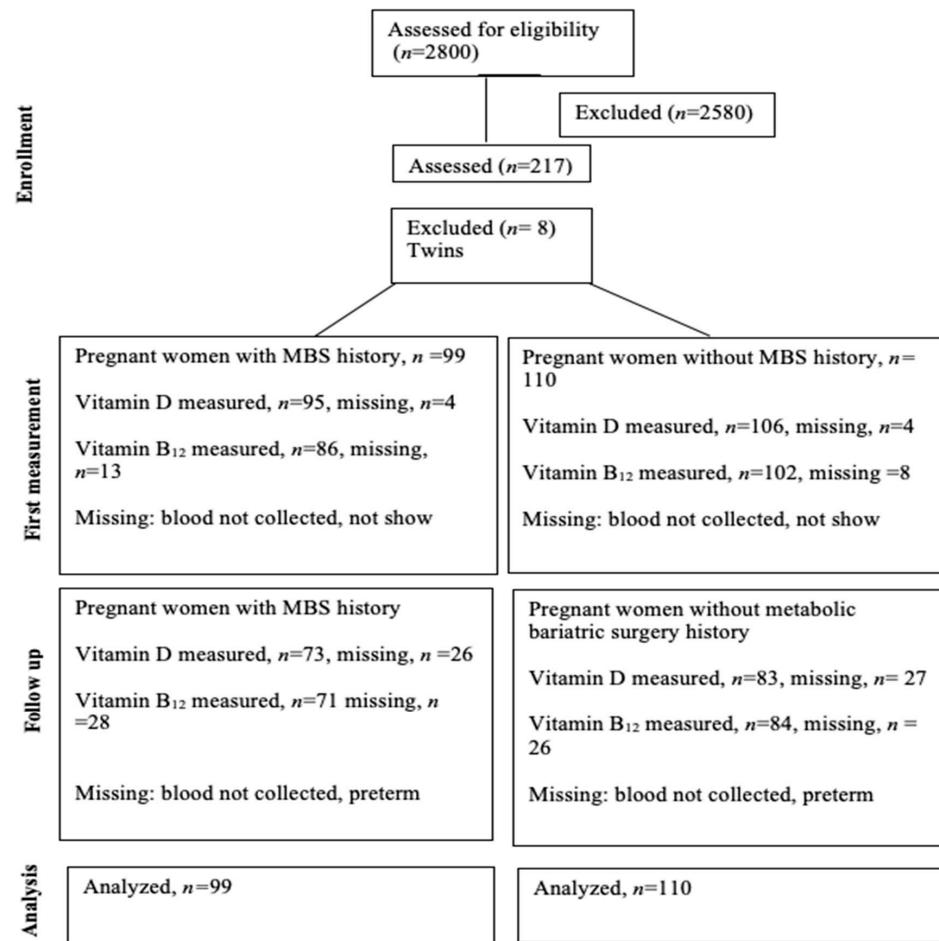 Assessed for eligibility
(n=2800)
Excluded (n=2580)
Enrollment
Assessed (n=217)
Excluded (n= 8)
Twins
First measurement
Pregnant women with MBS history, n =99
Vitamin D measured, n=95, missing, n=4
Vitamin B₁₂ measured, n=86, missing,
n=13
Missing: blood not collected, not show
Pregnant women without MBS history, n=
110
Vitamin D measured, n=106, missing, n=4
Vitamin B₁₂ measured, n=102, missing =8
Missing: blood not collected, not show
Follow up
Pregnant women with MBS history
Vitamin D measured, n=73, missing, n =26
Vitamin B₁₂ measured, n=71 missing, n
=28
Missing: blood not collected, preterm
Pregnant women without metabolic
bariatric surgery history
Vitamin D measured, n=83, missing, n= 27
Vitamin B₁₂ measured, n=84, missing, n =
26
Missing: blood not collected, preterm
Analysis
Analyzed, n=99
Analyzed, n=110